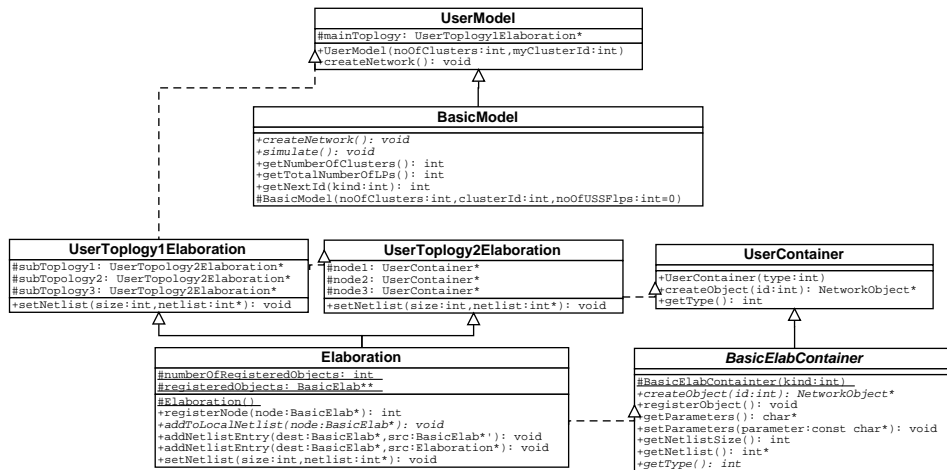 UserModel
#mainToplogy: UserToplogy1Elaboration*
+UserModel(noOfClusters:int,myClusterId:int)
+createNetwork(): void
BasicModel
+createNetwork(): void
+simulate(): void
+getNumberOfClusters(): int
+getTotalNumberOfLPs(): int
+getNextId(kind:int): int
#BasicModel(noOfClusters:int,clusterId:int,noOfUSSFlps:int=0)
UserToplogy1Elaboration
#subToplogy1: UserTopology2Elaboration*
#subTopology2: UserTopology2Elaboration*
#subToplogy3: UserTopology2Elaboration*
+setNetlist(size:int,netlist:int*): void
UserToplogy2Elaboration
#node1: UserContainer*
#node2: UserContainer*
#node3: UserContainer*
+setNetlist(size:int,netlist:int*): void
UserContainer
+UserContainer(type:int)
+createObject(id:int): NetworkObject*
+getType(): int
Elaboration
#numberOfRegisteredObjects: int
#registeredObjects: BasicElab**
#Elaboration()
+registerNode(node:BasicElab*): int
+addToLocalNetlist(node:BasicElab*): void
+addNetlistEntry(dest:BasicElab*,src:BasicElab*'): void
+addNetlistEntry(dest:BasicElab*,src:Elaboration*): void
+setNetlist(size:int,netlist:int*): void
BasicElabContainer
#BasicElabContainter(kind:int)
+createObject(id:int): NetworkObject*
+registerObject(): void
+getParameters(): char*
+setParameters(parameter:const char*): void
+getNetlistSize(): int
+getNetlist(): int*
+getType(): int